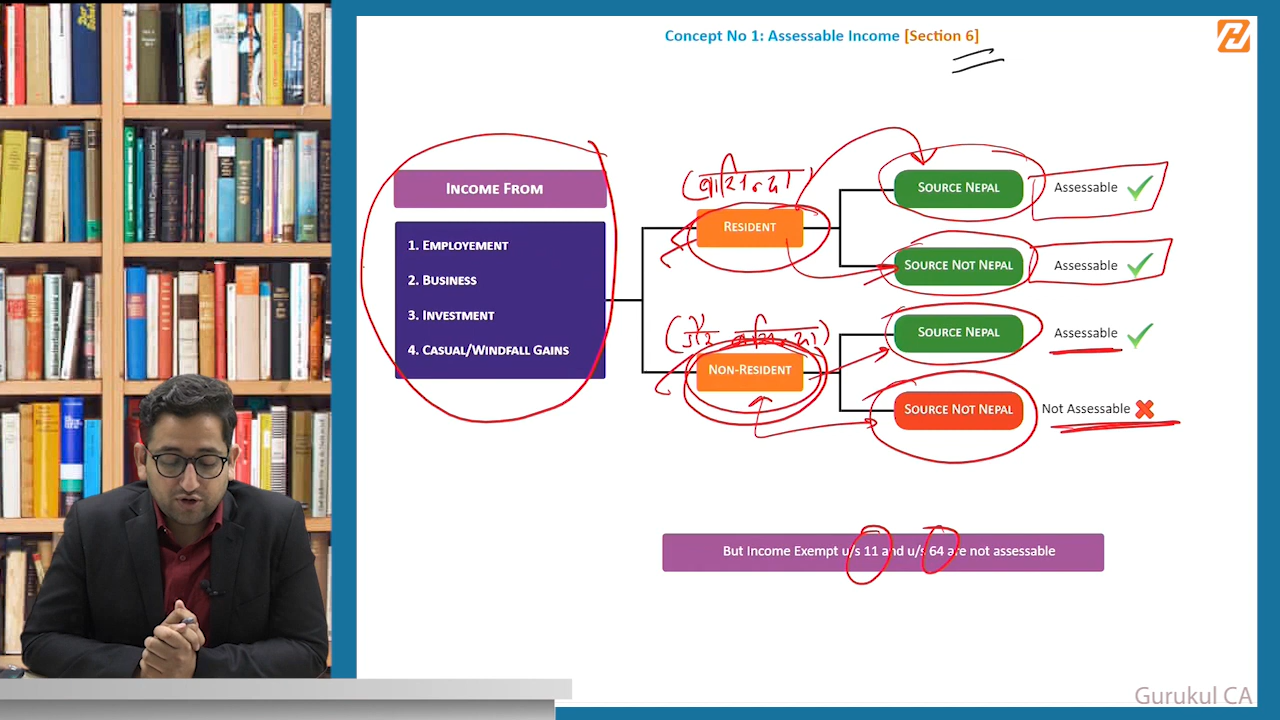 Concept No 1: Assessable Income [Section 6]
INCOME FROM
1. EMPLOYEMENT
2. BUSINESS
3. INVESTMENT
4. CASUAL/WINDFALL GAINS
RESIDENT
SOURCE NEPAL
Assessable
SOURCE NOT NEPAL
Assessable
NON-RESIDENT
SOURCE NEPAL
Assessable
SOURCE NOT NEPAL
Not Assessable
But Income Exempt u/s 11 and u/s 64 are not assessable
Gurukul CA